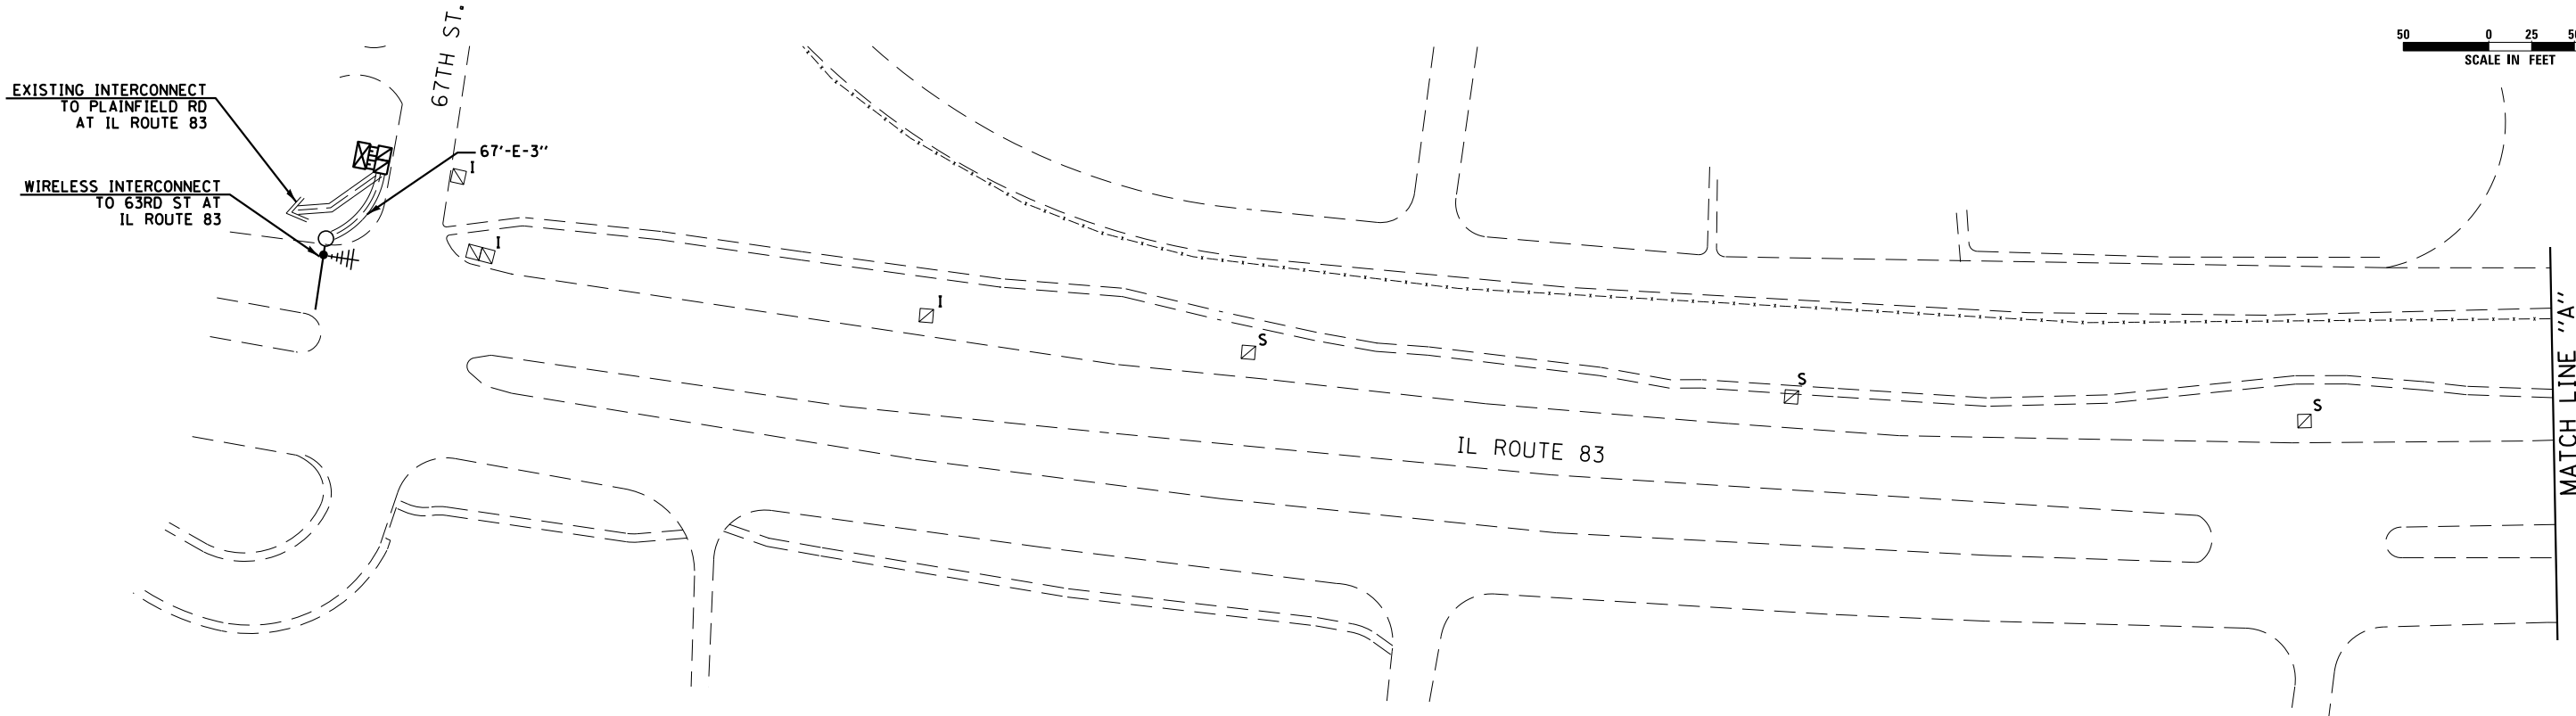 67TH ST.
50 0 25 50
SCALE IN FEET
EXISTING INTERCONNECT
TO PLAINFIELD RD
AT IL ROUTE 83
67'-E-3"
I
WIRELESS INTERCONNECT
TO 63RD ST AT
IL ROUTE 83
I
I
S
S
S
IL ROUTE 83
MATCH LINE "A"